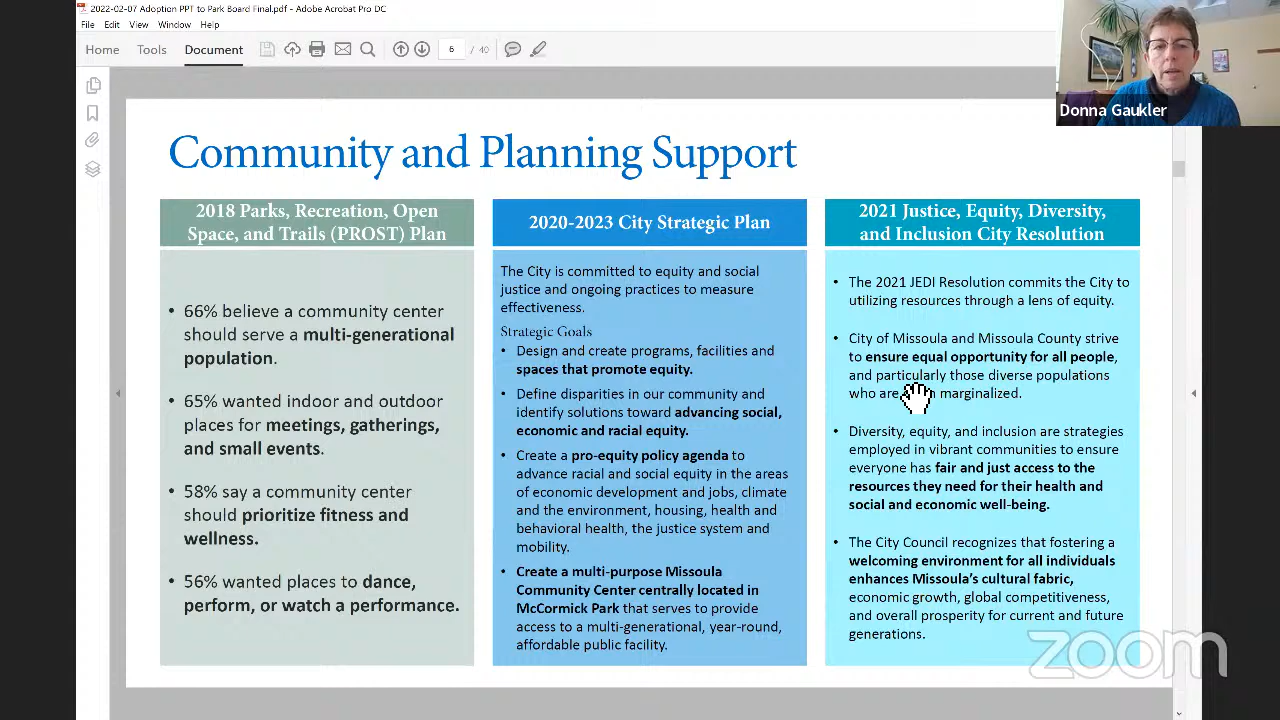 2022-02-07 Adoption PPT to Park Board Final.pdf - Adobe Acrobat Pro DC
File Edit View Window Help
Home Tools Document 6 / 40
Donna Gaukler
Community and Planning Support
2018 Parks, Recreation, Open
Space, and Trails (PROST) Plan
• 66% believe a community center
should serve a multi-generational
population.
• 65% wanted indoor and outdoor
places for meetings, gatherings,
and small events.
• 58% say a community center
should prioritize fitness and
wellness.
• 56% wanted places to dance,
perform, or watch a performance.
2020-2023 City Strategic Plan
The City is committed to equity and social
justice and ongoing practices to measure
effectiveness.
Strategic Goals
• Design and create programs, facilities and
spaces that promote equity.
• Define disparities in our community and
identify solutions toward advancing social,
economic and racial equity.
• Create a pro-equity policy agenda to
advance racial and social equity in the areas
of economic development and jobs, climate
and the environment, housing, health and
behavioral health, the justice system and
mobility.
• Create a multi-purpose Missoula
Community Center centrally located in
McCormick Park that serves to provide
access to a multi-generational, year-round,
affordable public facility.
2021 Justice, Equity, Diversity,
and Inclusion City Resolution
• The 2021 JEDI Resolution commits the City to
utilizing resources through a lens of equity.
• City of Missoula and Missoula County strive
to ensure equal opportunity for all people,
and particularly those diverse populations
who are marginalized.
• Diversity, equity, and inclusion are strategies
employed in vibrant communities to ensure
everyone has fair and just access to the
resources they need for their health and
social and economic well-being.
• The City Council recognizes that fostering a
welcoming environment for all individuals
enhances Missoula's cultural fabric,
economic growth, global competitiveness,
and overall prosperity for current and future
generations.
zoom